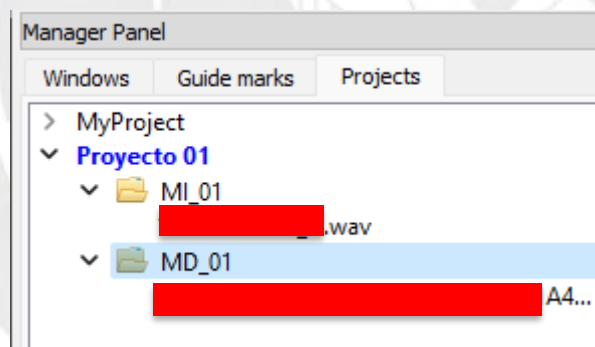 Manager Panel
Windows Guide marks Projects
MyProject
Proyecto 01
MI_01
.wav
MD_01
A4...